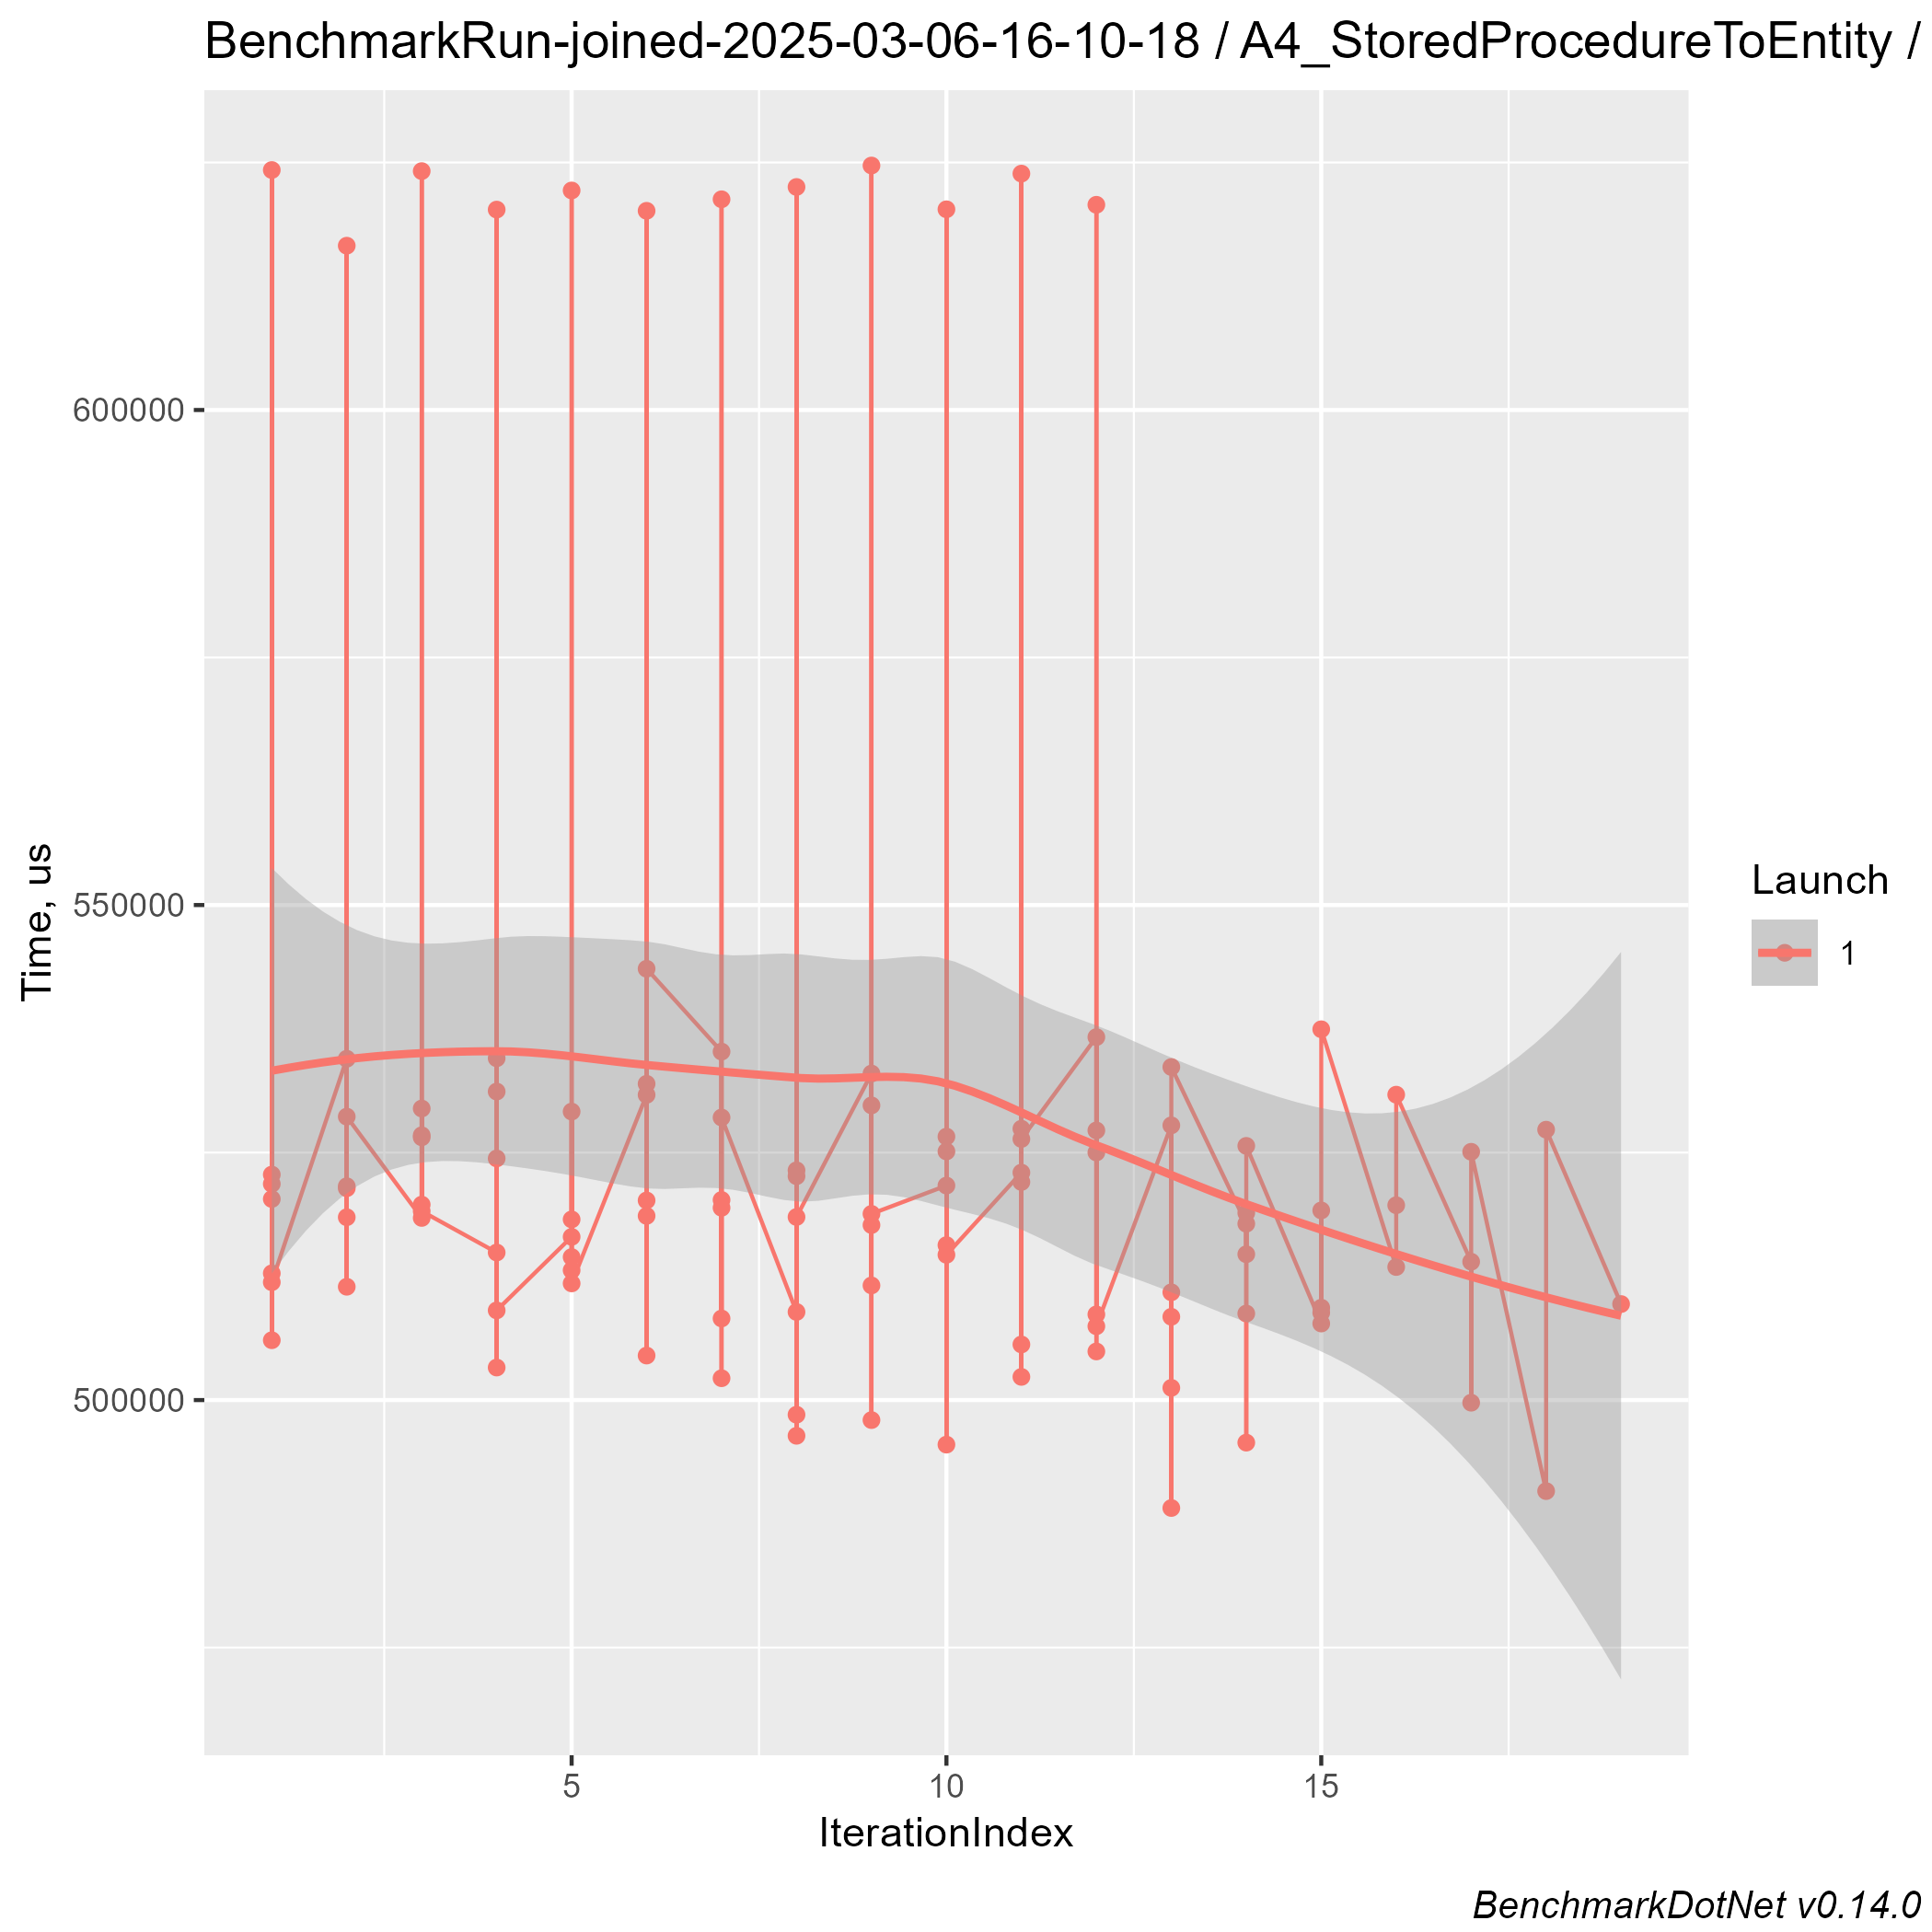 BenchmarkRun-joined-2025-03-06-16-10-18 / A4_StoredProcedureToEntity /
Time, us
600000
550000
500000
5
10
15
IterationIndex
Launch
1
BenchmarkDotNet v0.14.0